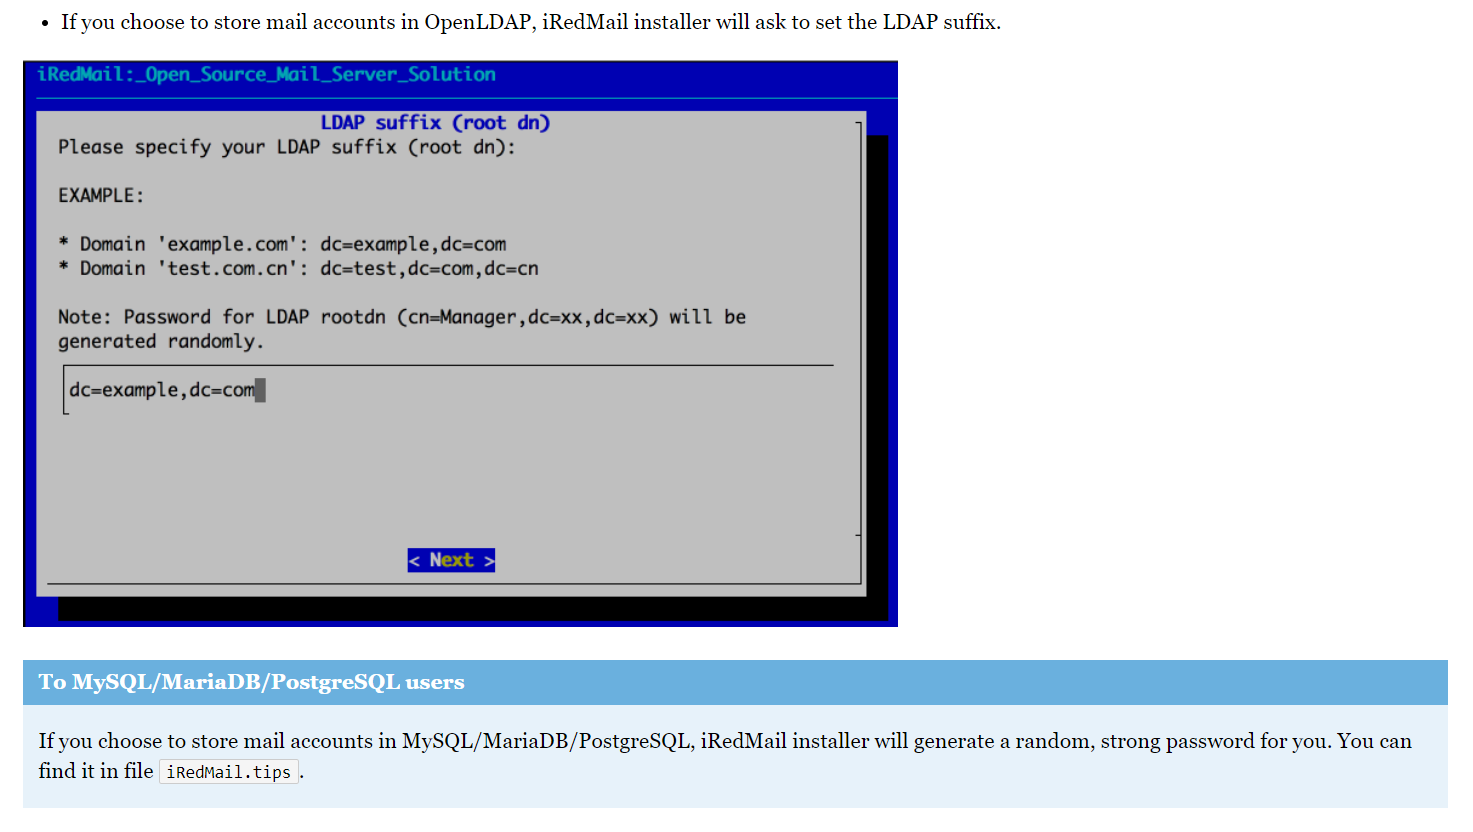 • If you choose to store mail accounts in OpenLDAP, iRedMail installer will ask to set the LDAP suffix.
iRedMail:_Open_Source_Mail_Server_Solution
LDAP suffix (root dn)
Please specify your LDAP suffix (root dn):
EXAMPLE:
* Domain 'example.com': dc=example,dc=com
* Domain 'test.com.cn': dc=test,dc=com,dc=cn
Note: Password for LDAP rootdn (cn=Manager,dc=xx,dc=xx) will be
generated randomly.
dc=example,dc=com
< Next >
To MySQL/MariaDB/PostgreSQL users
If you choose to store mail accounts in MySQL/MariaDB/PostgreSQL, iRedMail installer will generate a random, strong password for you. You can
find it in file iRedMail.tips.